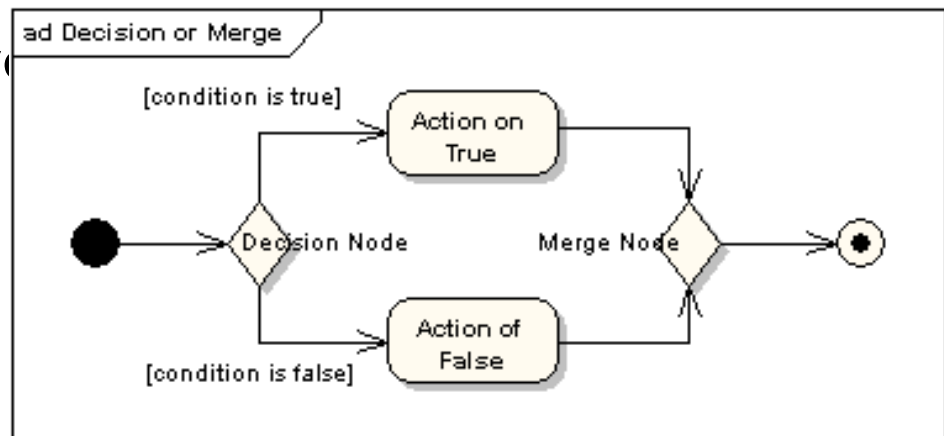 ad Decision or Merge
[condition is true]
Action on
True
Decision Node
Merge Node
Action of
False
[condition is false]